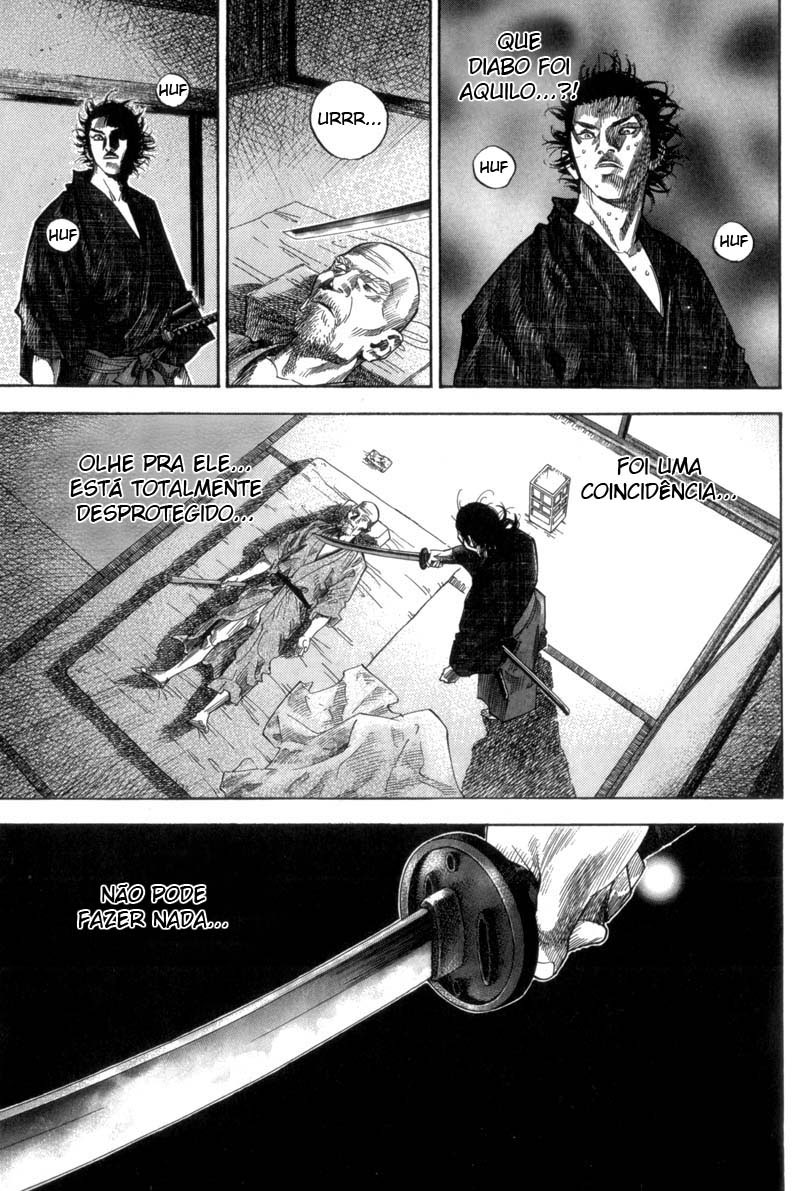 QUE
DIABO FOI
AQUILO...?!
HUF
HUF
URRR...
HUF
HUF
FOI UMA
COINCIDÊNCIA...
OLHE PRA ELE...
ESTÁ TOTALMENTE
DESPROTEGIDO...
NÃO PODE
FAZER NADA...